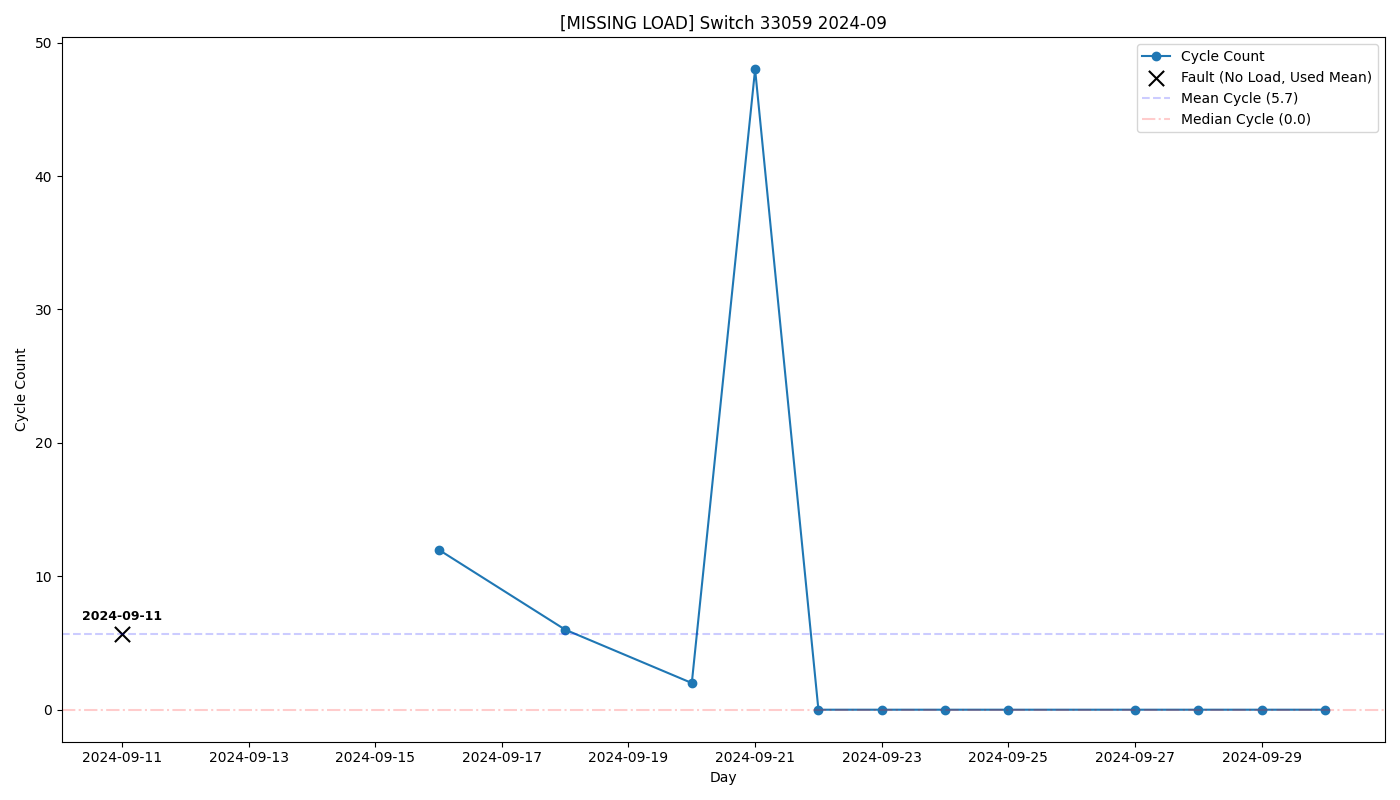 [MISSING LOAD] Switch 33059 2024-09
50
40
30
20
10
0
Cycle Count
Cycle Count
Fault (No Load, Used Mean)
Mean Cycle (5.7)
Median Cycle (0.0)
2024-09-11
2024-09-11 2024-09-13 2024-09-15 2024-09-17 2024-09-19 2024-09-21 2024-09-23 2024-09-25 2024-09-27 2024-09-29
Day